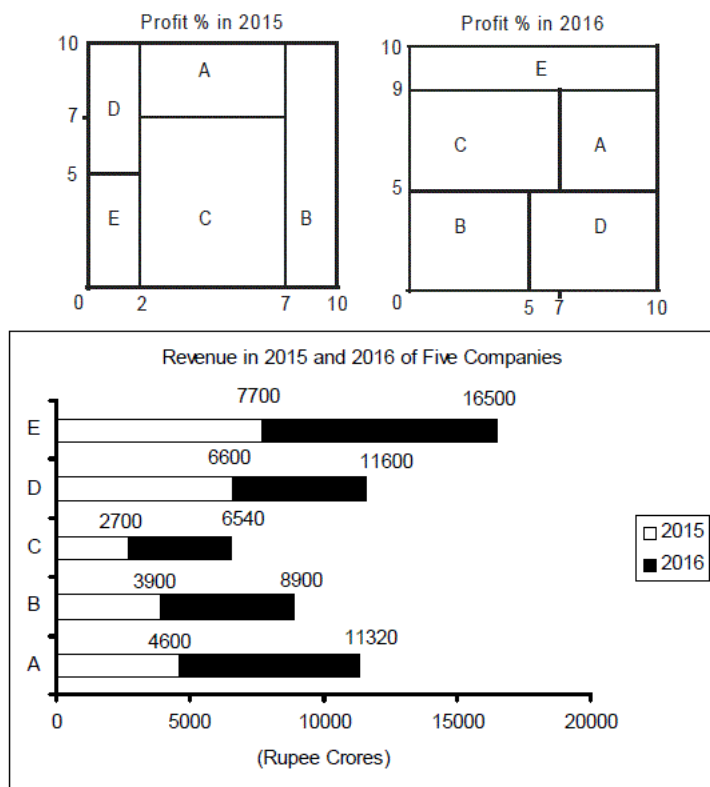 Profit % in 2015
10
7
5
0
2
7
10
A
D
E
C
B
Profit % in 2016
10
9
5
0
5
7
10
E
C
A
B
D
Revenue in 2015 and 2016 of Five Companies
E
7700
16500
D
6600
11600
C
2700
6540
B
3900
8900
A
4600
11320
0 5000 10000 15000 20000
(Rupee Crores)
2015
2016